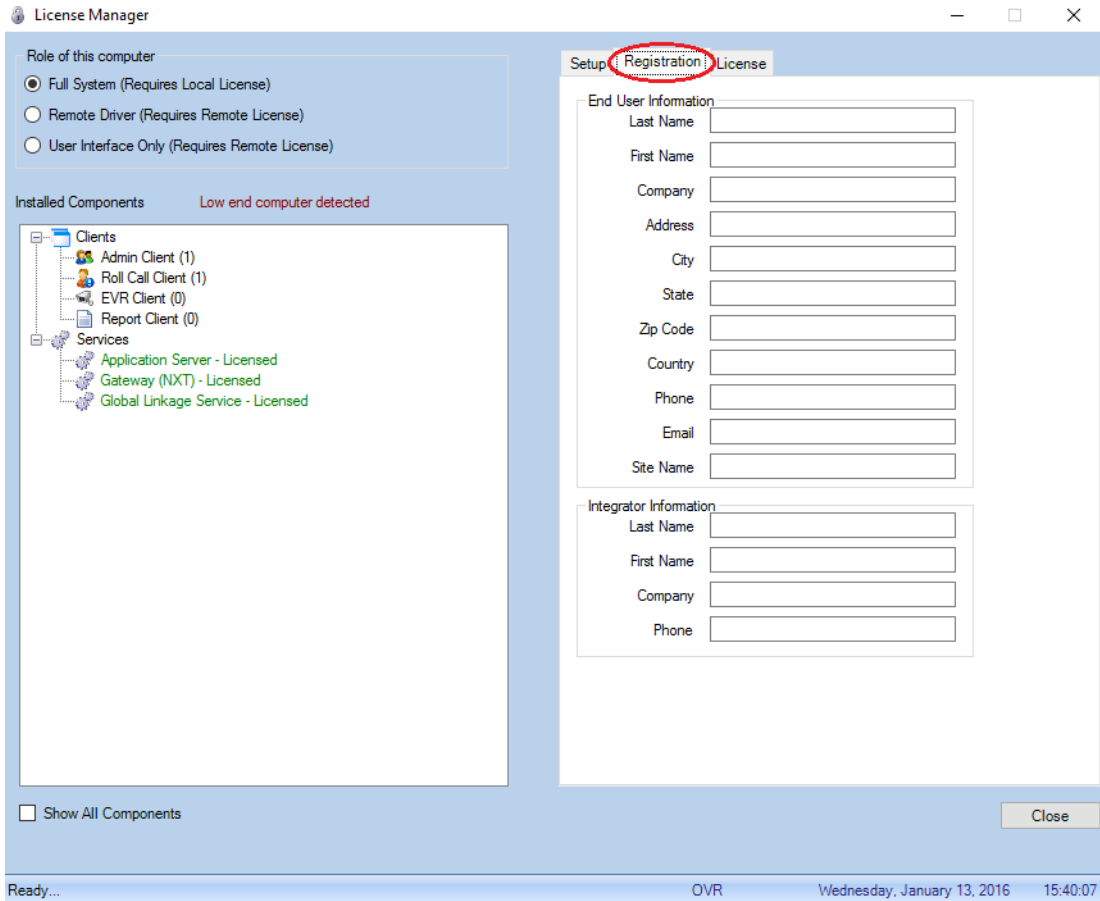 License Manager
Role of this computer
Full System (Requires Local License)
Remote Driver (Requires Remote License)
User Interface Only (Requires Remote License)
Installed Components Low end computer detected
Clients
Admin Client (1)
Roll Call Client (1)
EVR Client (0)
Report Client (0)
Services
Application Server - Licensed
Gateway (NXT) - Licensed
Global Linkage Service - Licensed
Show All Components
Setup Registration License
End User Information
Last Name
First Name
Company
Address
City
State
Zip Code
Country
Phone
Email
Site Name
Integrator Information
Last Name
First Name
Company
Phone
Close
Ready... OVR Wednesday, January 13, 2016 15:40:07